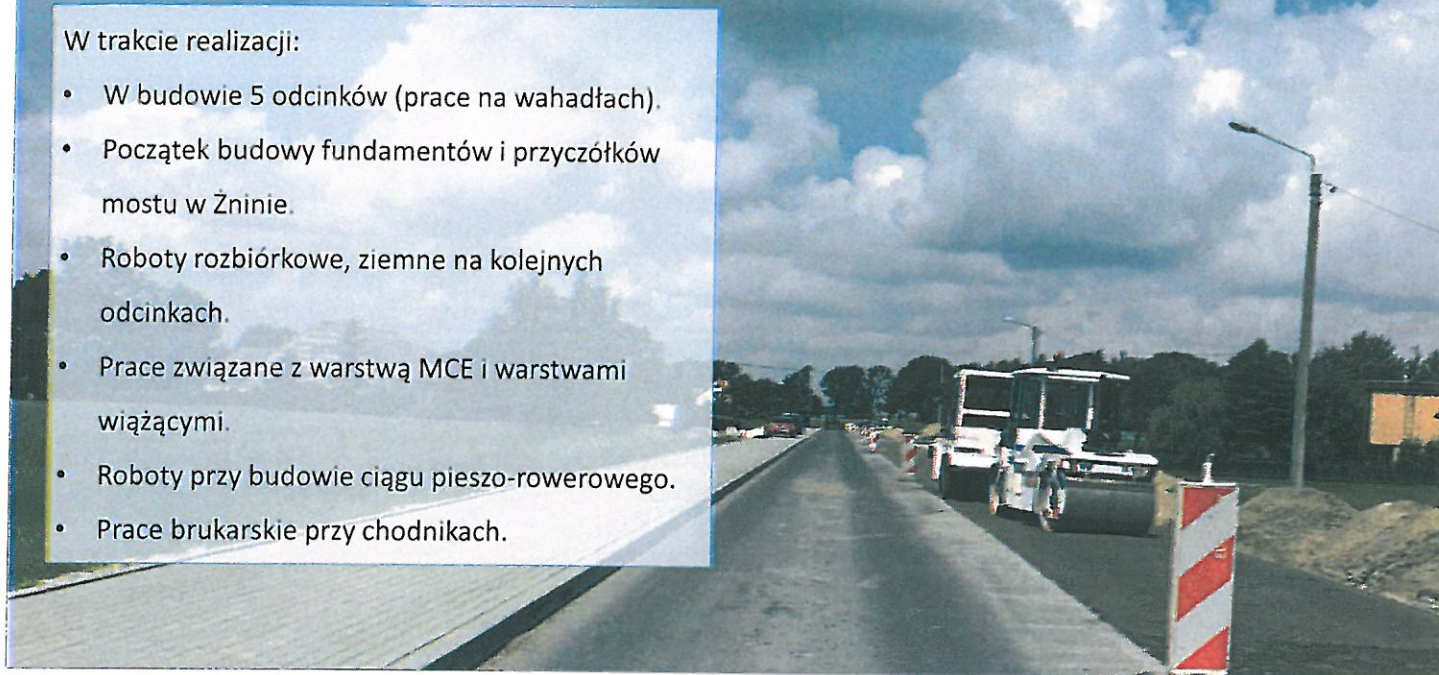 W trakcie realizacji:
• W budowie 5 odcinków (prace na wahadłach).
• Początek budowy fundamentów i przyczółków
mostu w Żninie.
• Roboty rozbiórkowe, ziemne na kolejnych
odcinkach.
• Prace związane z warstwą MCE i warstwami
wiążącymi.
• Roboty przy budowie ciągu pieszo-rowerowego.
• Prace brukarskie przy chodnikach.